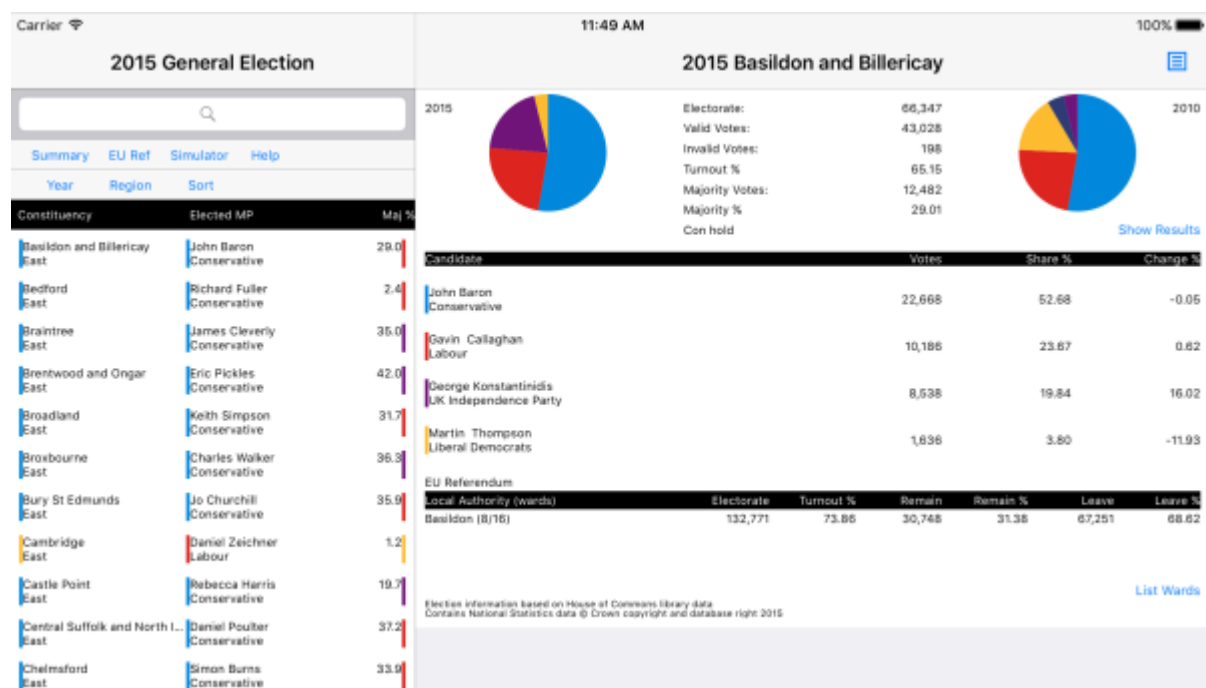 Carrier 11:49 AM 100%
2015 General Election
Summary EU Ref Simulator Help
Year Region Sort
Constituency Elected MP Maj %
Basildon and Billericay John Baron 29.0
East Conservative
Bedford Richard Fuller 2.4
East Conservative
Braintree James Cleverly 35.0
East Conservative
Brentwood and Ongar Eric Pickles 42.0
East Conservative
Broadland Keith Simpson 31.7
East Conservative
Broxbourne Charles Walker 36.3
East Conservative
Bury St Edmunds Jo Churchill 35.9
East Conservative
Cambridge Daniel Zeichner 1.2
East Labour
Castle Point Rebecca Harris 19.7
East Conservative
Central Suffolk and North I... Daniel Poulter 37.2
East Conservative
Chelmsford Simon Burns 33.9
East Conservative
2015 Basildon and Billericay
2015 Electorate: 66,347 2010
Valid Votes: 43,028
Invalid Votes: 198
Turnout % 65.15
Majority Votes: 12,482
Majority % 29.01
Con hold Show Results
Candidate Votes Share % Change %
John Baron
Conservative 22,668 52.68 -0.05
Gavin Callaghan
Labour 10,186 23.67 0.62
George Konstantinidis
UK Independence Party 8,538 19.84 16.02
Martin Thompson
Liberal Democrats 1,636 3.80 -11.93
EU Referendum
Local Authority (wards) Electorate Turnout % Remain Remain % Leave Leave %
Basildon (8/16) 132,771 73.86 30,748 31.38 67,251 68.62
List Wards
Election information based on House of Commons library data
Contains National Statistics data © Crown copyright and database right 2015